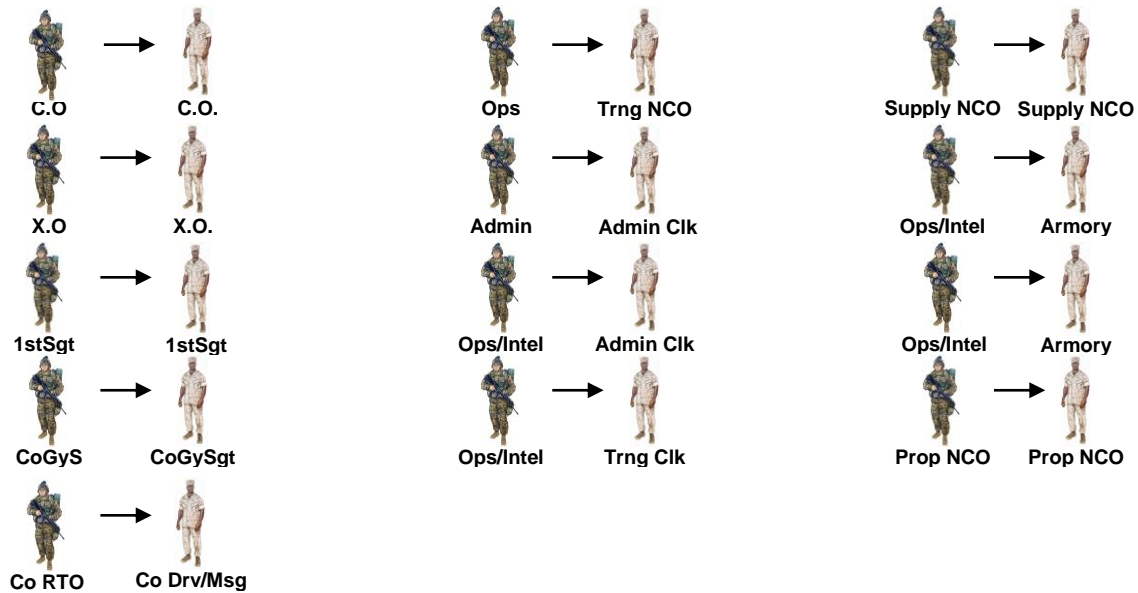 C.O C.O. Ops Trng NCO Supply NCO Supply NCO
X.O X.O. Admin Admin Clk Ops/Intel Armory
1stSgt 1stSgt Ops/Intel Admin Clk Ops/Intel Armory
CoGyS CoGySgt Ops/Intel Trng Clk Prop NCO Prop NCO
Co RTO Co Drv/Msg